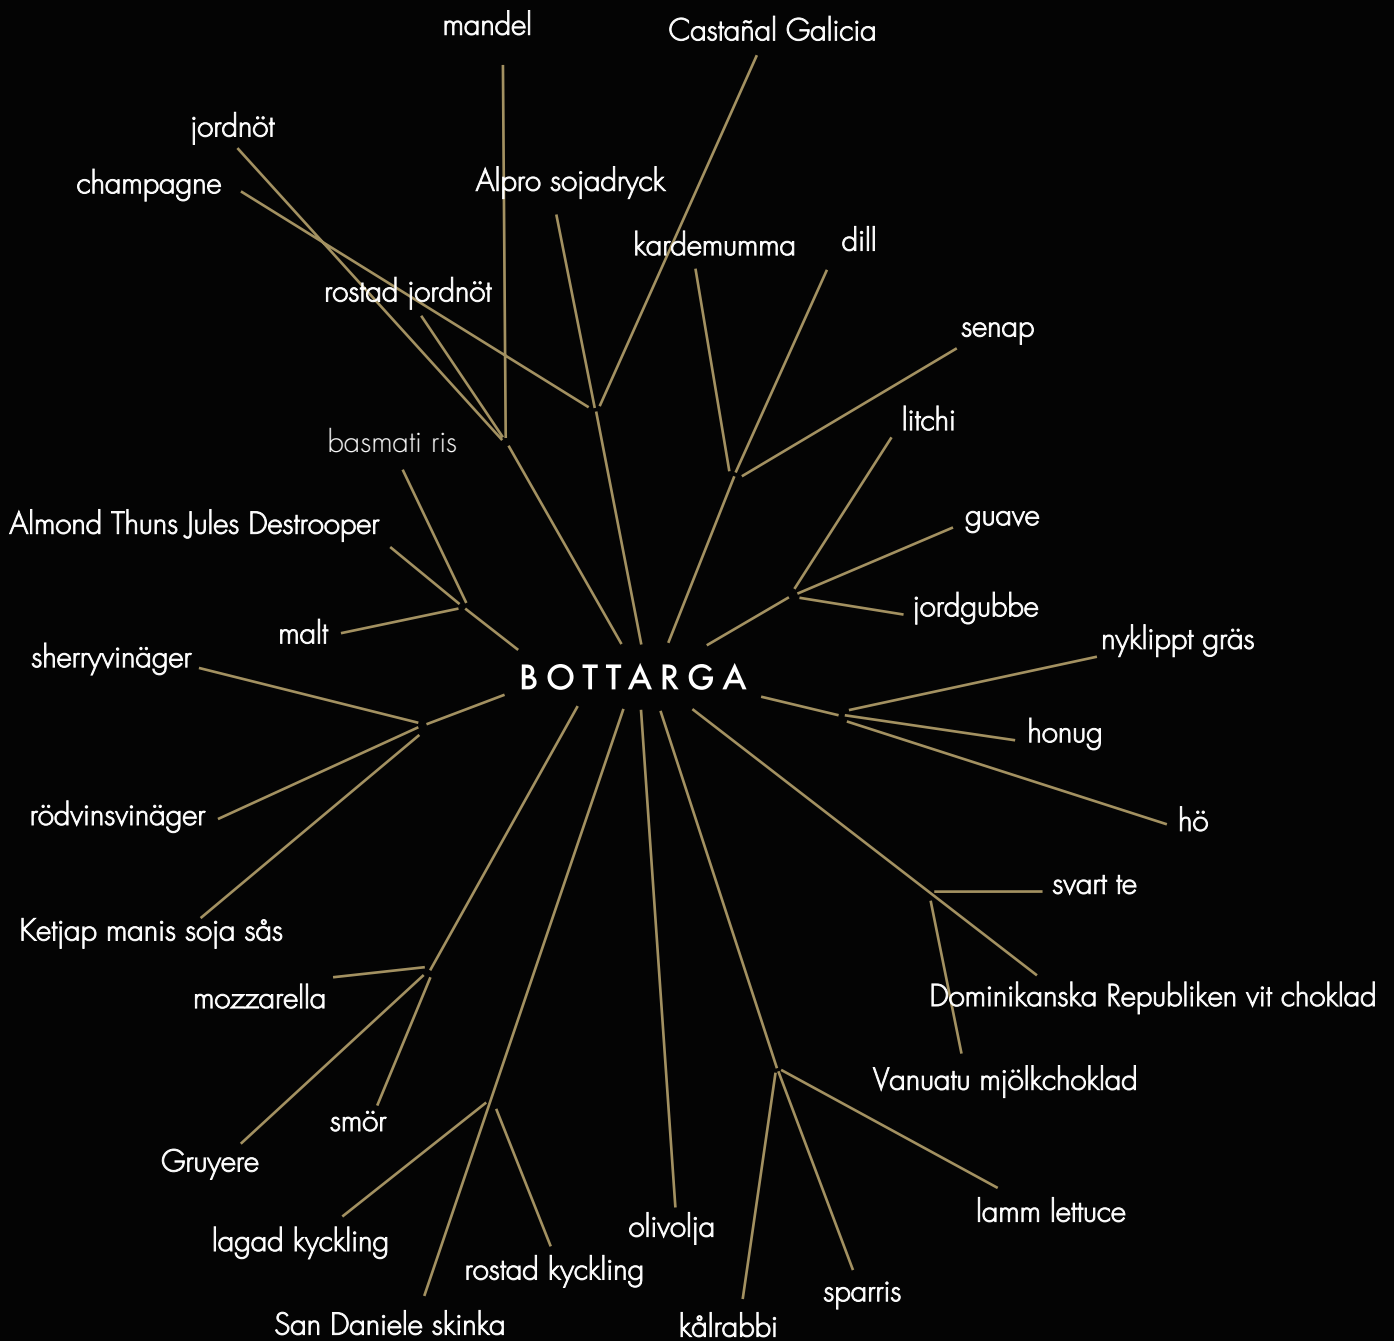 mandel
Castañal Galicia
jordnöt
champagne
Alpro sojadryck
kardemumma
dill
rostad jordnöt
senap
litchi
basmati ris
guave
Almond Thuns Jules Destrooper
jordgubbe
malt
nyklippt gräs
sherryvinäger
BOTTARGA
honug
rödvinsvinäger
hö
svart te
Ketjap manis soja sås
mozzarella
Dominikanska Republiken vit choklad
Vanuatu mjölkchoklad
smör
Gruyere
lamm lettuce
olivolja
lagad kyckling
rostad kyckling
sparris
San Daniele skinka
kålrabbi